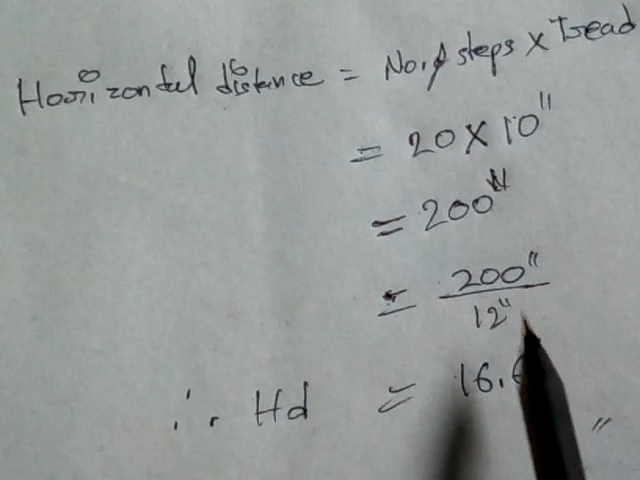 Horizontal distance = No. of steps x Tread
= 20 x 10"
= 200"
= 200" / 12"
∴ Hd = 16.6
"